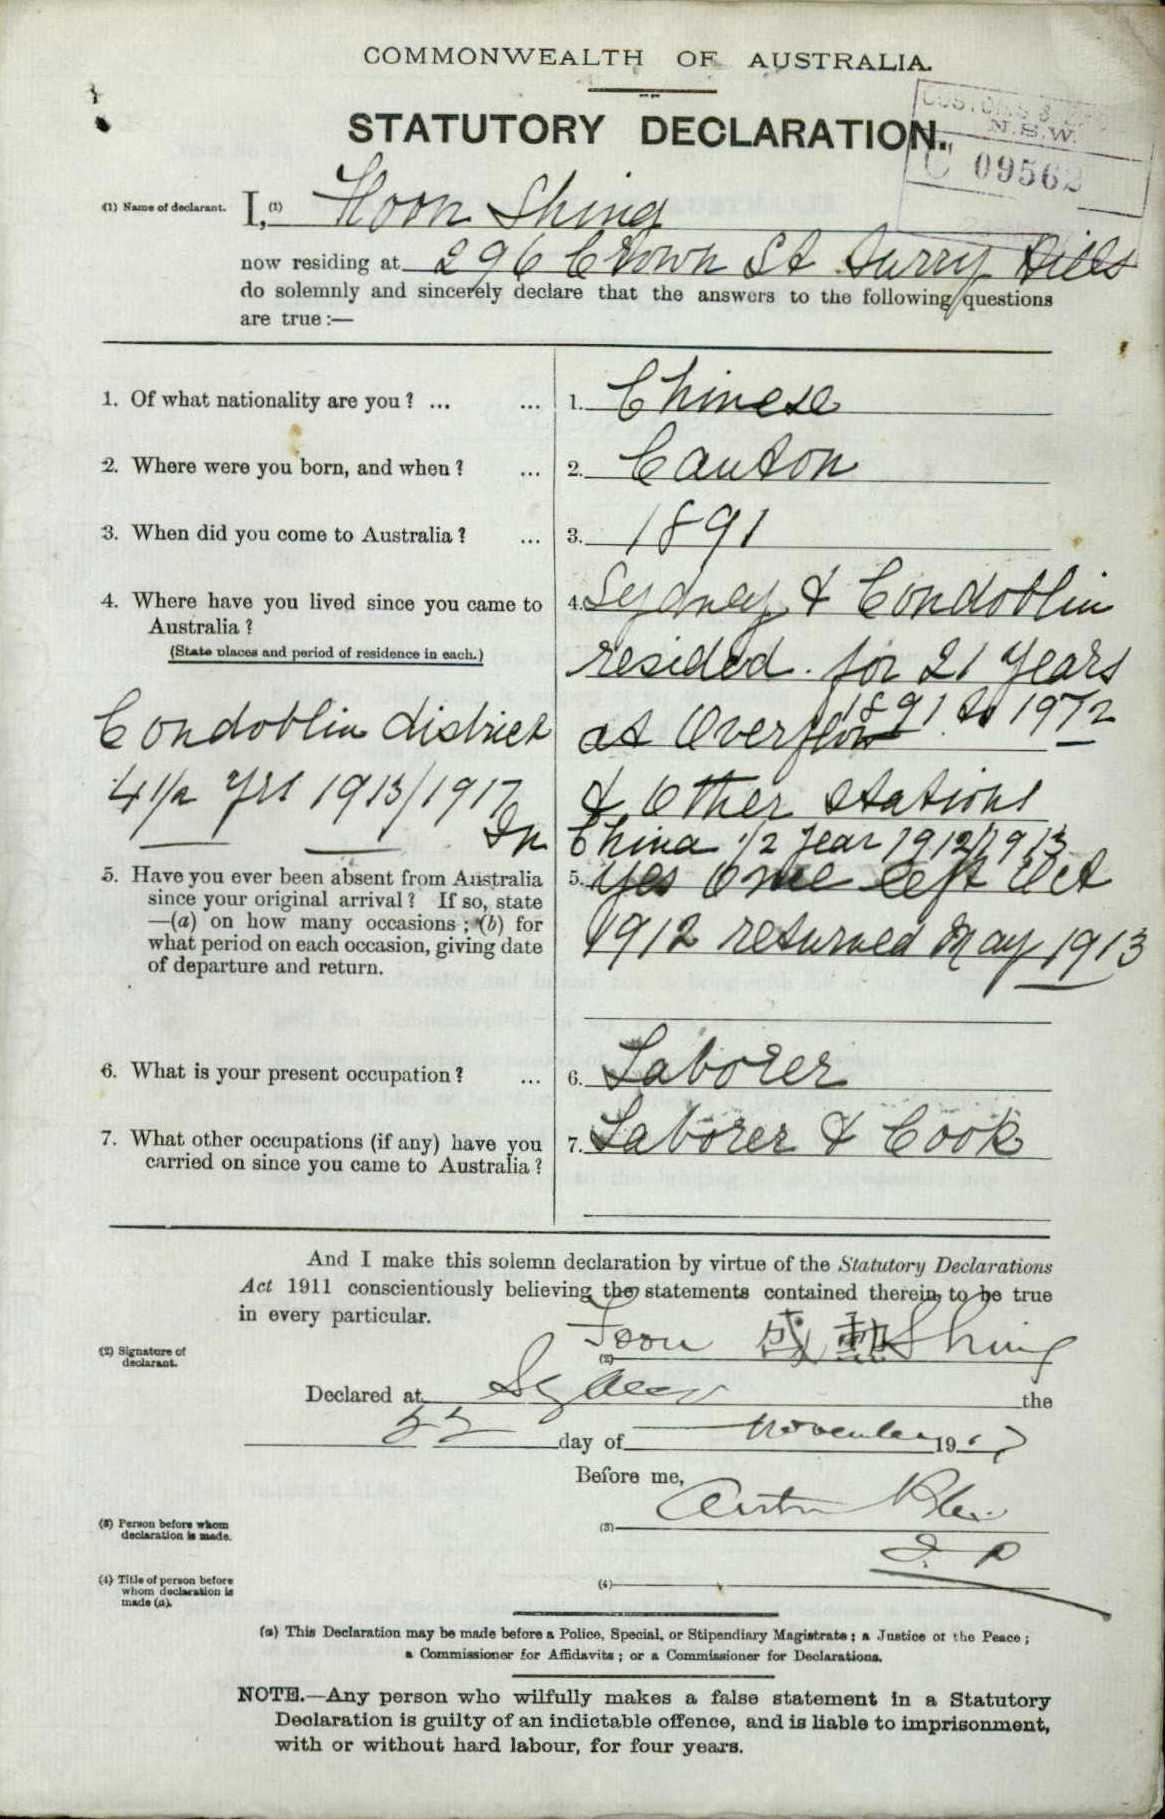 COMMONWEALTH OF AUSTRALIA.
STATUTORY DECLARATION.
CUSTOMS &
N.S.W.
C 09562
(1) Name of declarant. I, (1) Hoon Shing
now residing at 296 Crown St Surry Hills
do solemnly and sincerely declare that the answers to the following questions
are true:—
1. Of what nationality are you? ... ... 1. Chinese
2. Where were you born, and when? ... 2. Canton
3. When did you come to Australia? ... 3. 1891
4. Where have you lived since you came to 4. Sydney & Condoblin
Australia?
(State places and period of residence in each.) resided for 21 years
1891 to 1912
Condoblin district at Overflow
4 1/2 yrs 1913/1917 & Other stations
In China 1/2 year 1912/1913
5. Have you ever been absent from Australia 5. Yes Once left Oct
since your original arrival? If so, state
—(a) on how many occasions; (b) for 1912 returned May 1913
what period on each occasion, giving date
of departure and return.
6. What is your present occupation? ... 6. Laborer
7. What other occupations (if any) have you 7. Laborer & Cook
carried on since you came to Australia?
And I make this solemn declaration by virtue of the Statutory Declarations
Act 1911 conscientiously believing the statements contained therein to be true
in every particular.
(2) Signature of
declarant. (2) Foon 盛 Shing
Declared at Sydney the
22 day of November 1917
Before me,
(3) Person before whom
declaration is made. (3)
J P
(4) Title of person before
whom declaration is
made (a). (4)
(a) This Declaration may be made before a Police, Special, or Stipendiary Magistrate; a Justice of the Peace;
a Commissioner for Affidavits; or a Commissioner for Declarations.
NOTE.—Any person who wilfully makes a false statement in a Statutory
Declaration is guilty of an indictable offence, and is liable to imprisonment,
with or without hard labour, for four years.